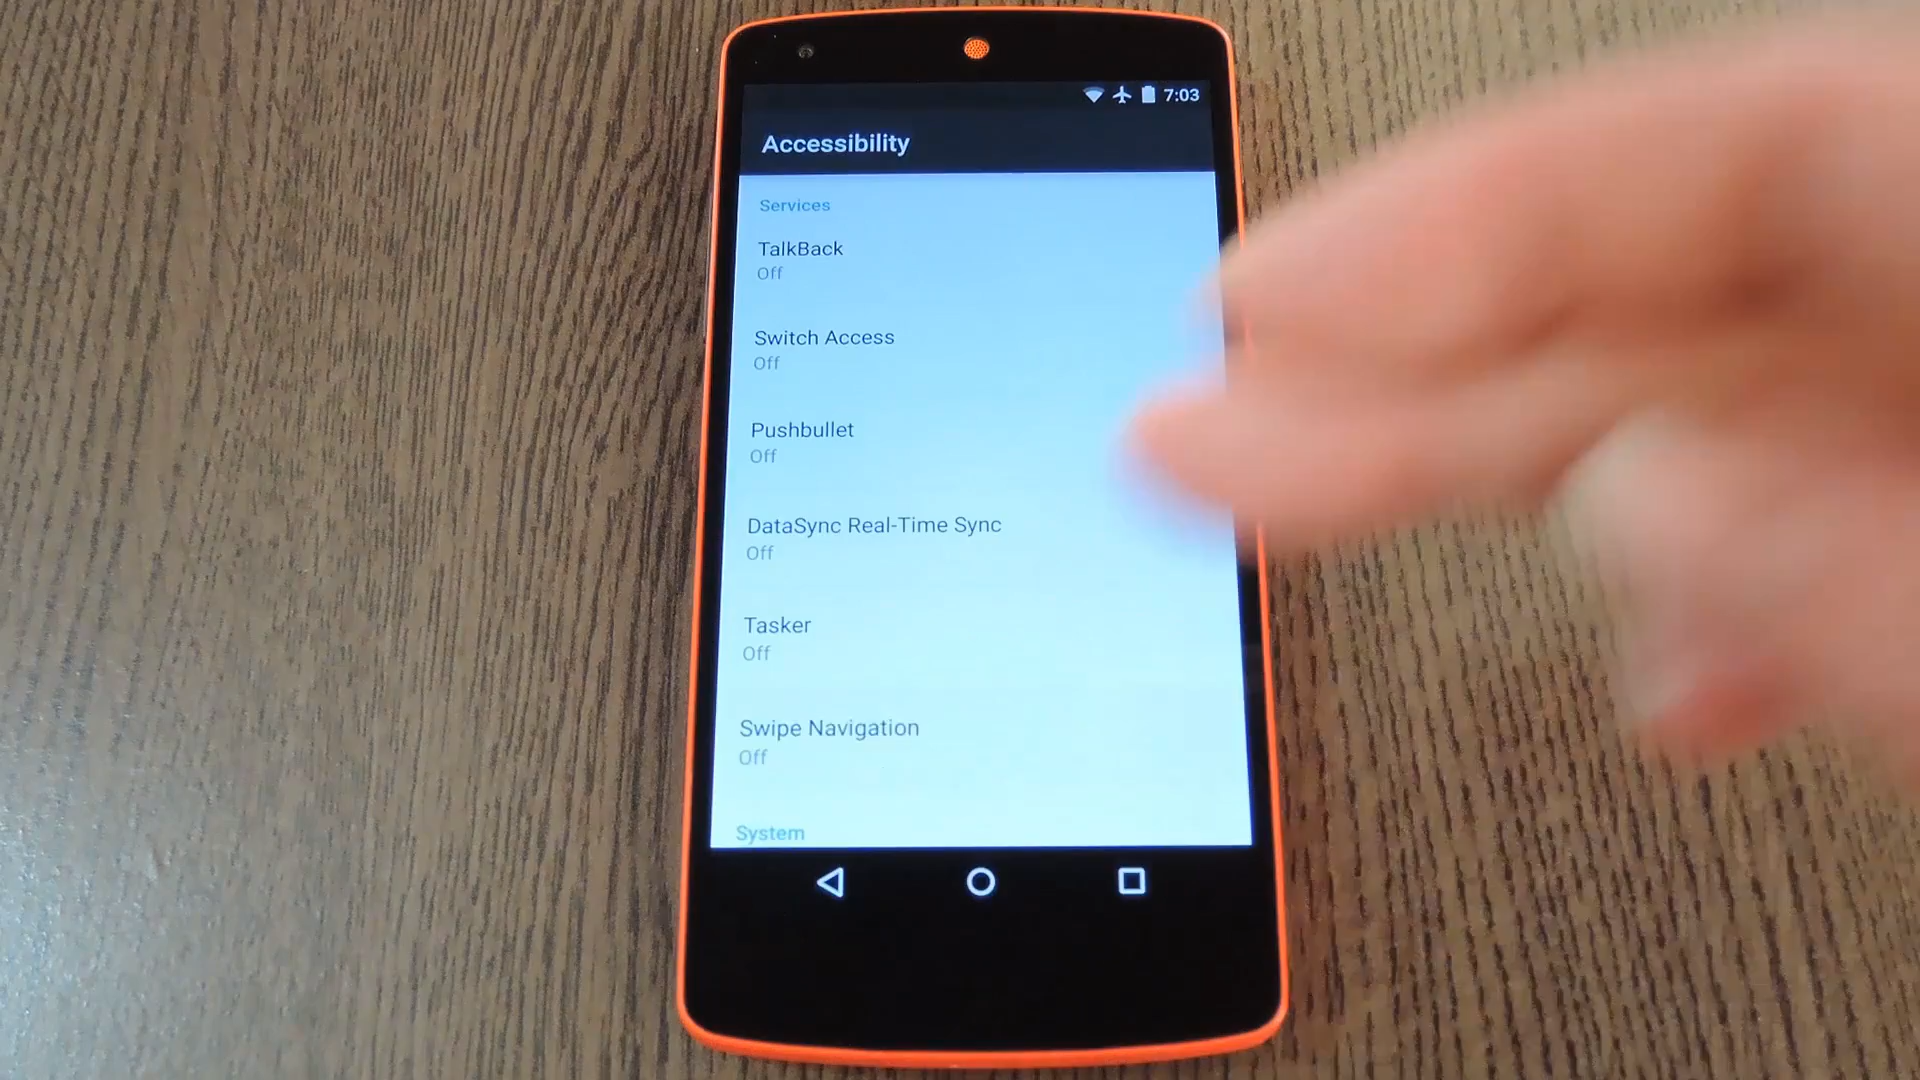 7:03
Accessibility
Services
TalkBack
Off
Switch Access
Off
Pushbullet
Off
DataSync Real-Time Sync
Off
Tasker
Off
Swipe Navigation
Off
System